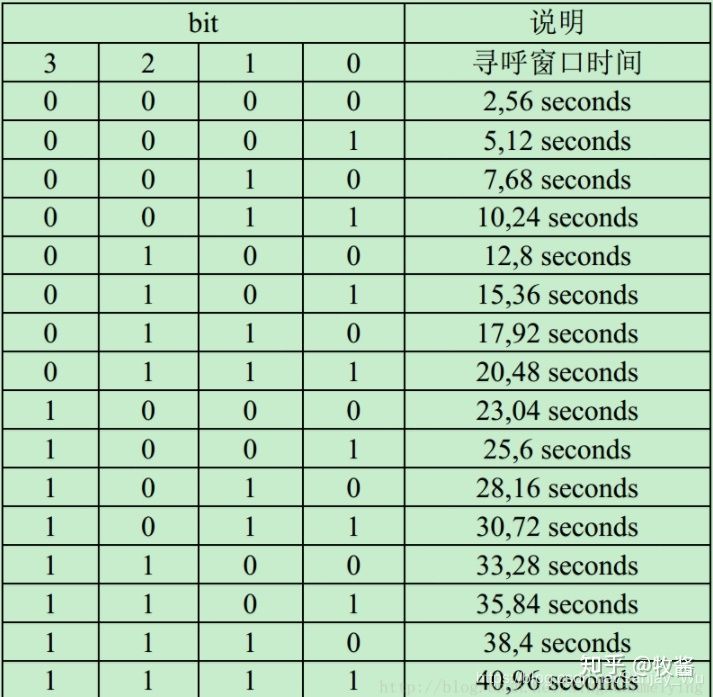 bit 说明
3 2 1 0 寻呼窗口时间
0 0 0 0 2,56 seconds
0 0 0 1 5,12 seconds
0 0 1 0 7,68 seconds
0 0 1 1 10,24 seconds
0 1 0 0 12,8 seconds
0 1 0 1 15,36 seconds
0 1 1 0 17,92 seconds
0 1 1 1 20,48 seconds
1 0 0 0 23,04 seconds
1 0 0 1 25,6 seconds
1 0 1 0 28,16 seconds
1 0 1 1 30,72 seconds
1 1 0 0 33,28 seconds
1 1 0 1 35,84 seconds
1 1 1 0 38,4 seconds
知乎 @牧酱
1 1 1 1 40,96 seconds